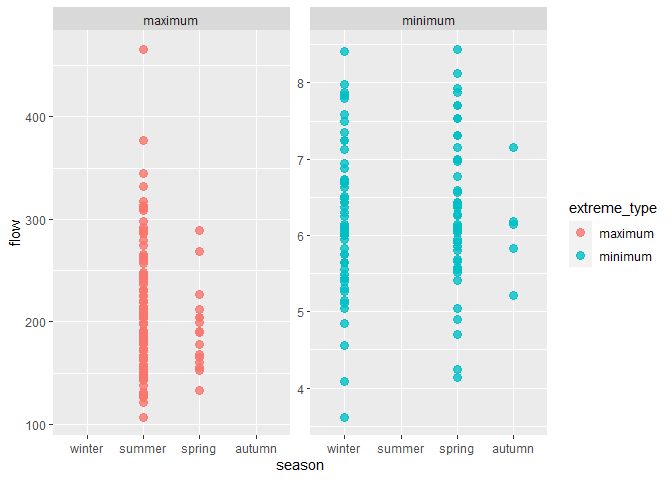 maximum
minimum
flow
400
300
200
100
8
7
6
5
4
winter
summer
spring
autumn
winter
summer
spring
autumn
season
extreme_type
maximum
minimum